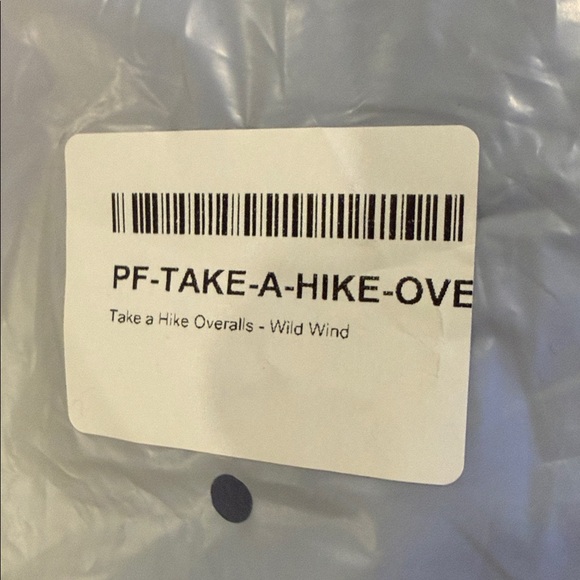 PF-TAKE-A-HIKE-OVE
Take a Hike Overalls - Wild Wind